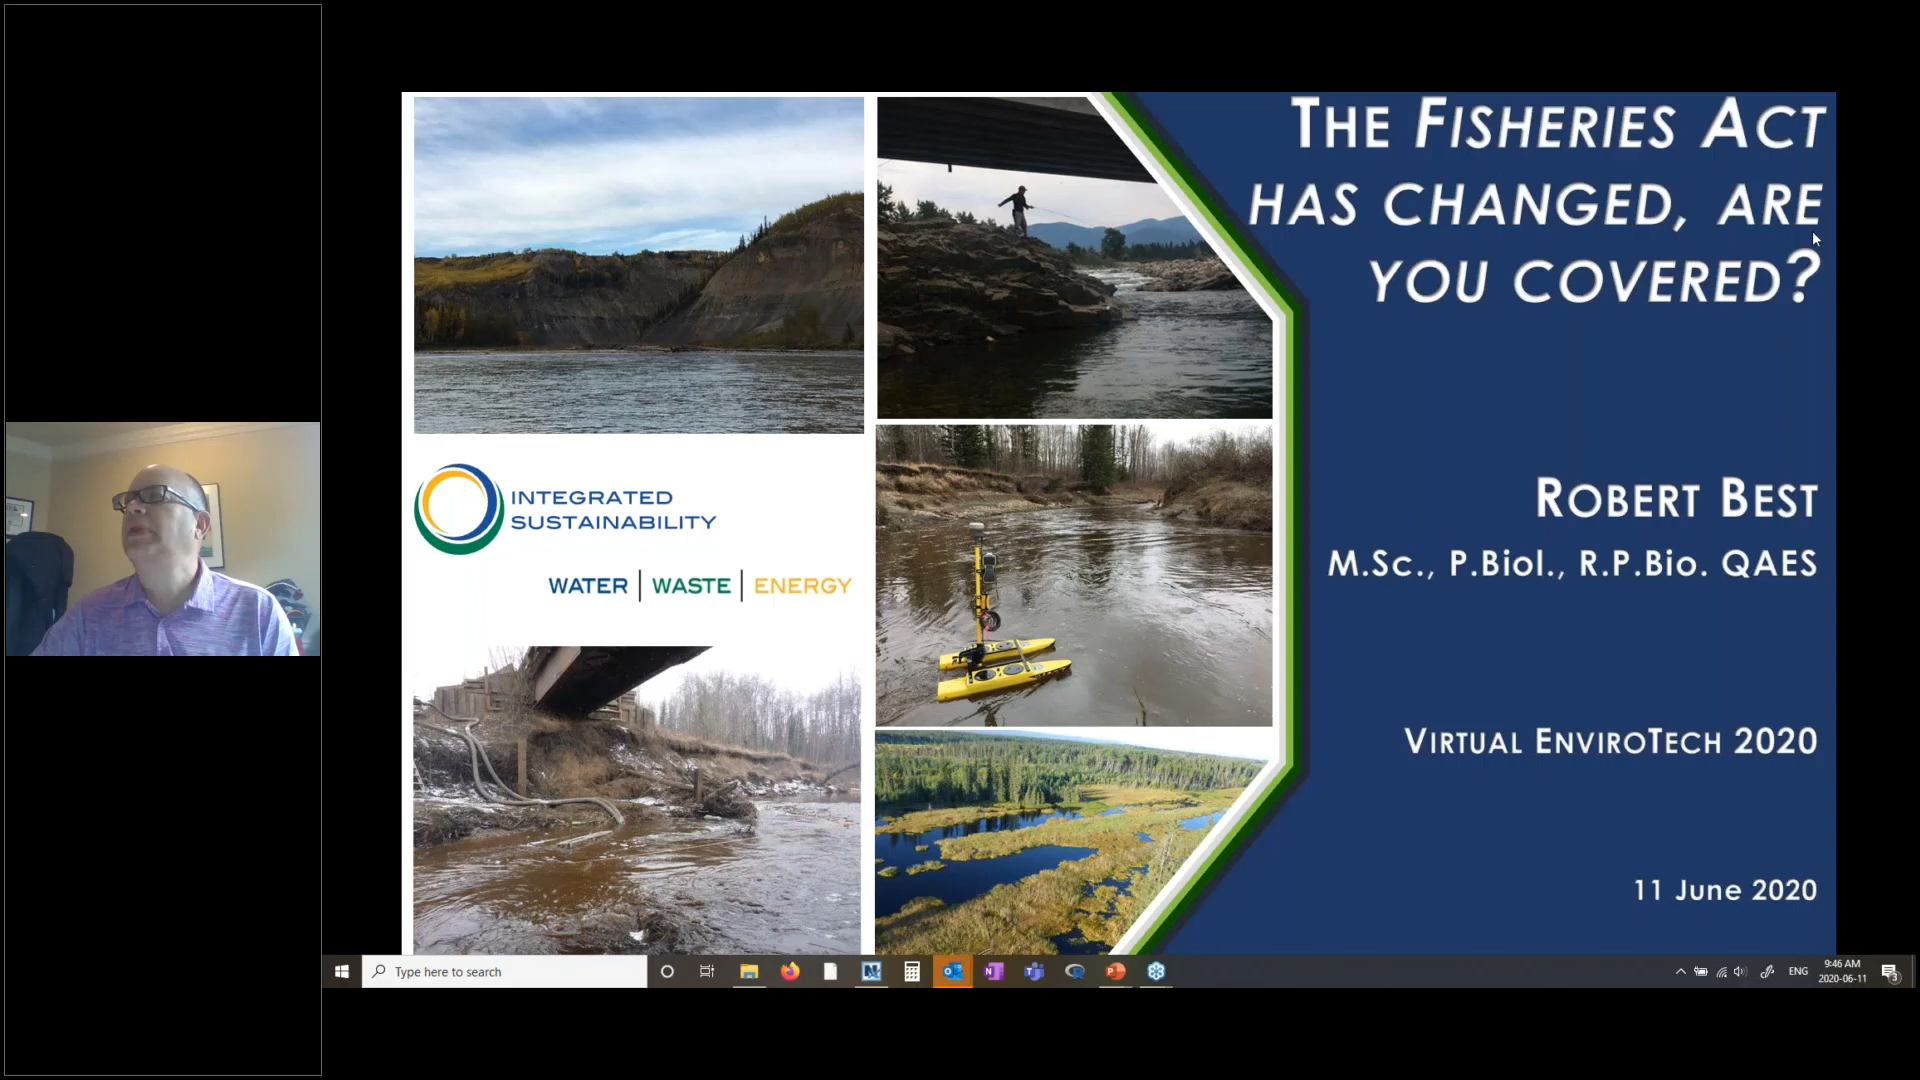 THE FISHERIES ACT
HAS CHANGED, ARE
YOU COVERED?
INTEGRATED
SUSTAINABILITY
WATER | WASTE | ENERGY
ROBERT BEST
M.Sc., P.Biol., R.P.Bio. QAES
VIRTUAL ENVIROTECH 2020
11 June 2020
Type here to search
ENG
9:46 AM
2020-06-11
3